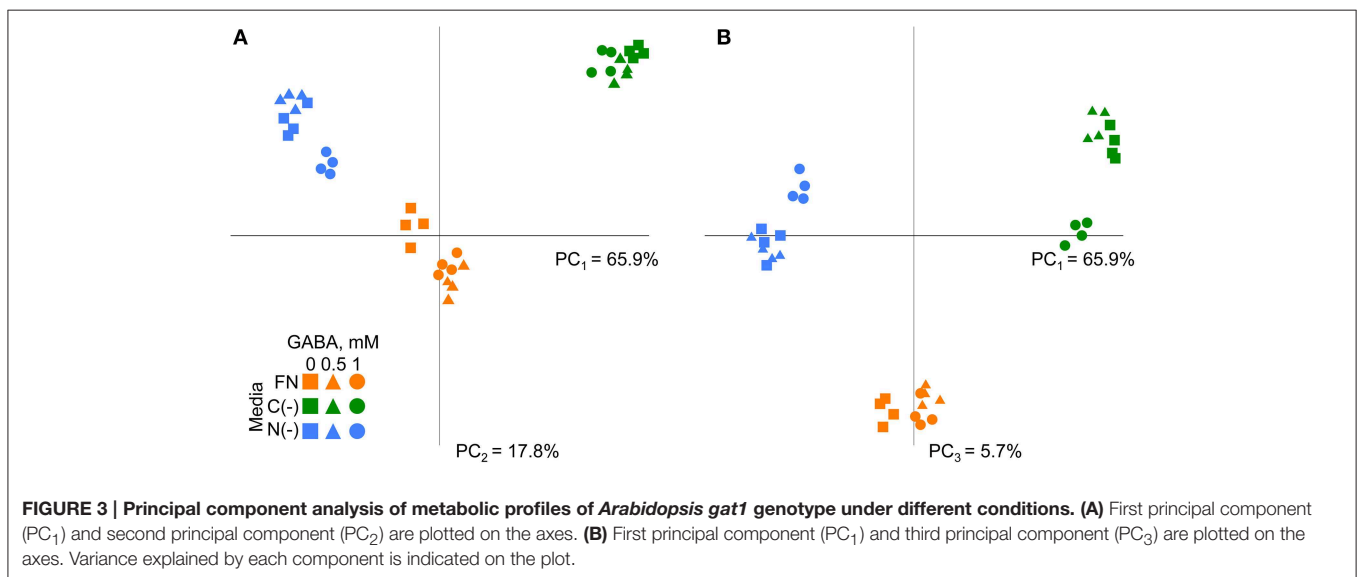 A
B
PC1 = 65.9%
PC1 = 65.9%
GABA, mM
0 0.5 1
FN
C(-)
N(-)
Media
PC2 = 17.8%
PC3 = 5.7%
FIGURE 3 | Principal component analysis of metabolic profiles of Arabidopsis gat1 genotype under different conditions. (A) First principal component
(PC1) and second principal component (PC2) are plotted on the axes. (B) First principal component (PC1) and third principal component (PC3) are plotted on the
axes. Variance explained by each component is indicated on the plot.